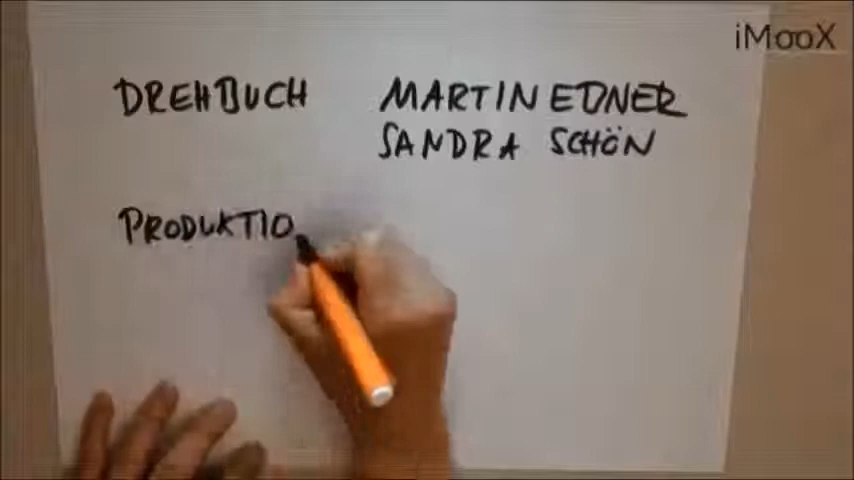 iMooX
DREHBUCH MARTIN EBNER
SANDRA SCHÖN
PRODUKTIO